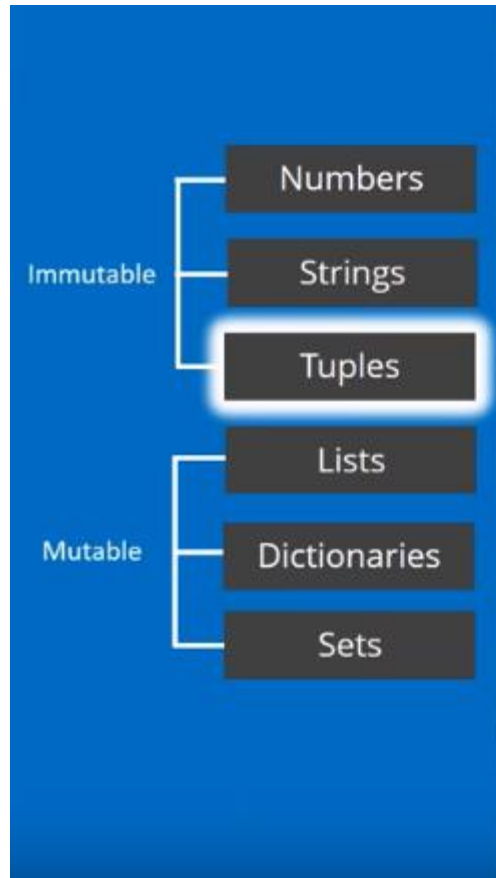 Numbers
Immutable
Strings
Tuples
Lists
Mutable
Dictionaries
Sets